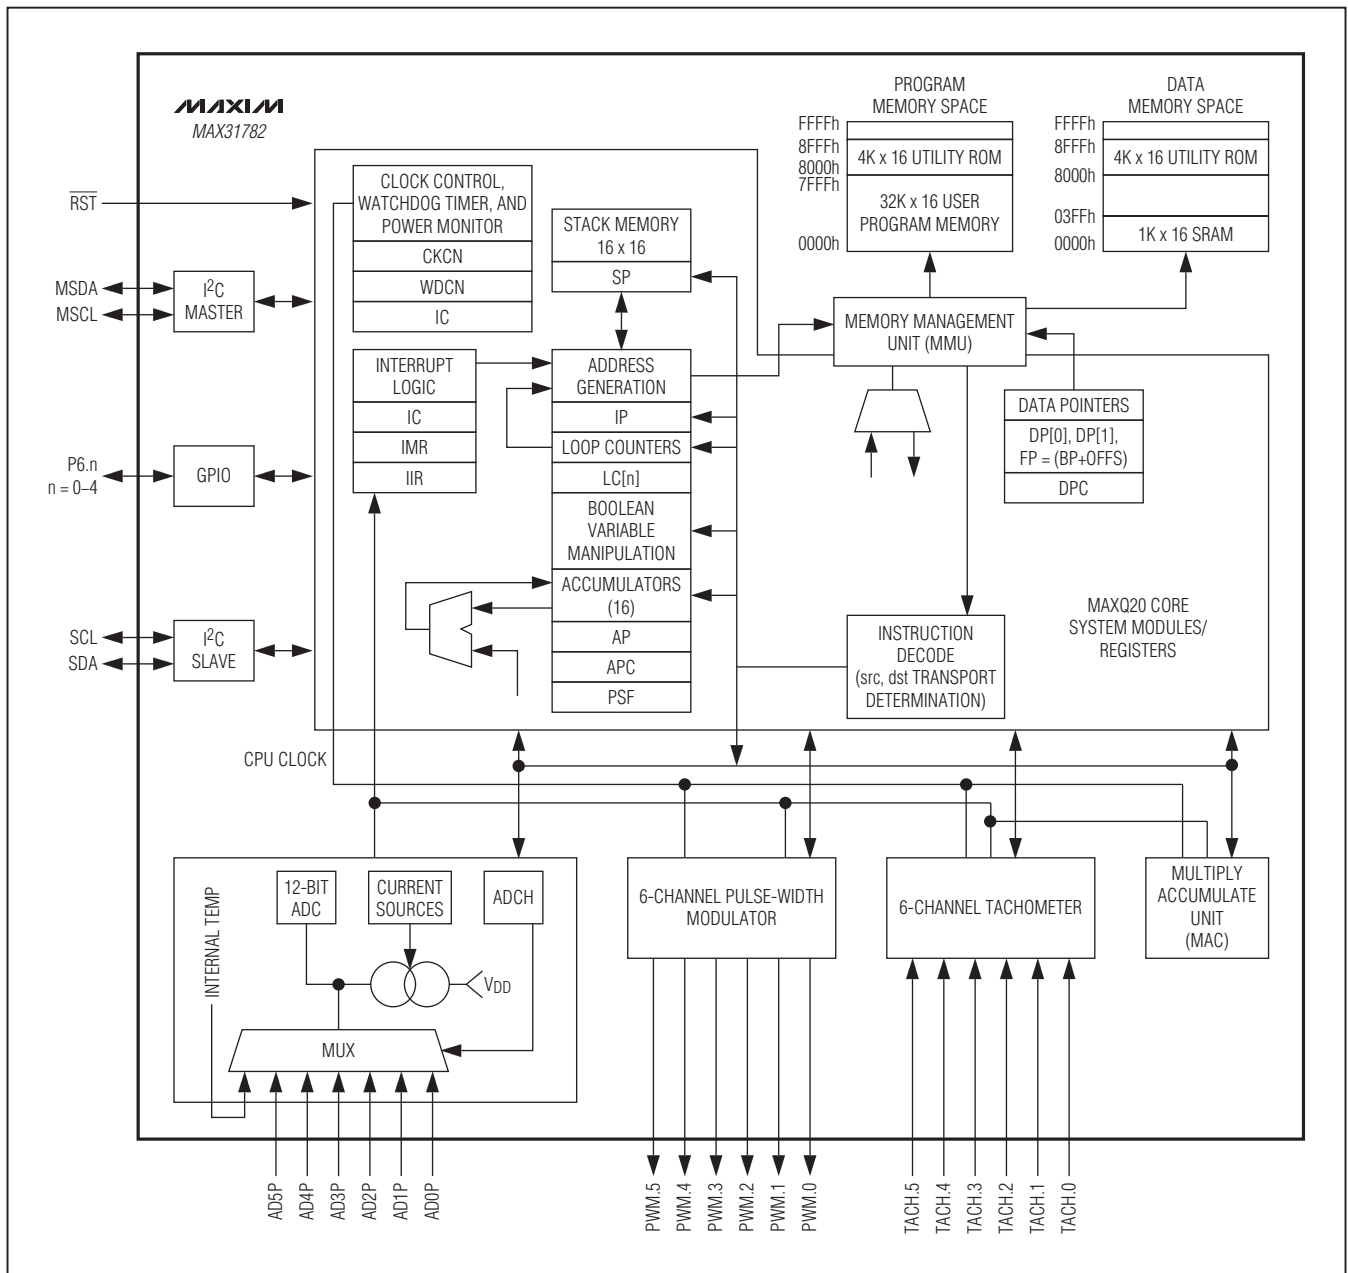 MAXIM
MAX31782
RST
MSDA
MSCL
I2C
MASTER
P6.n
n = 0–4
GPIO
SCL
SDA
I2C
SLAVE
CLOCK CONTROL,
WATCHDOG TIMER, AND
POWER MONITOR
CKCN
WDCN
IC
INTERRUPT
LOGIC
IC
IMR
IIR
STACK MEMORY
16 x 16
SP
ADDRESS
GENERATION
IP
LOOP COUNTERS
LC[n]
BOOLEAN
VARIABLE
MANIPULATION
ACCUMULATORS
(16)
AP
APC
PSF
PROGRAM
MEMORY SPACE
FFFFh
8FFFh
8000h
7FFFh
0000h
4K x 16 UTILITY ROM
32K x 16 USER
PROGRAM MEMORY
DATA
MEMORY SPACE
FFFFh
8FFFh
8000h
03FFh
0000h
4K x 16 UTILITY ROM
1K x 16 SRAM
MEMORY MANAGEMENT
UNIT (MMU)
DATA POINTERS
DP[0], DP[1],
FP = (BP+OFFS)
DPC
INSTRUCTION
DECODE
(src, dst TRANSPORT
DETERMINATION)
MAXQ20 CORE
SYSTEM MODULES/
REGISTERS
CPU CLOCK
INTERNAL TEMP
12-BIT
ADC
CURRENT
SOURCES
ADCH
VDD
MUX
6-CHANNEL PULSE-WIDTH
MODULATOR
6-CHANNEL TACHOMETER
MULTIPLY
ACCUMULATE
UNIT
(MAC)
AD5P
AD4P
AD3P
AD2P
AD1P
AD0P
PWM.5
PWM.4
PWM.3
PWM.2
PWM.1
PWM.0
TACH.5
TACH.4
TACH.3
TACH.2
TACH.1
TACH.0